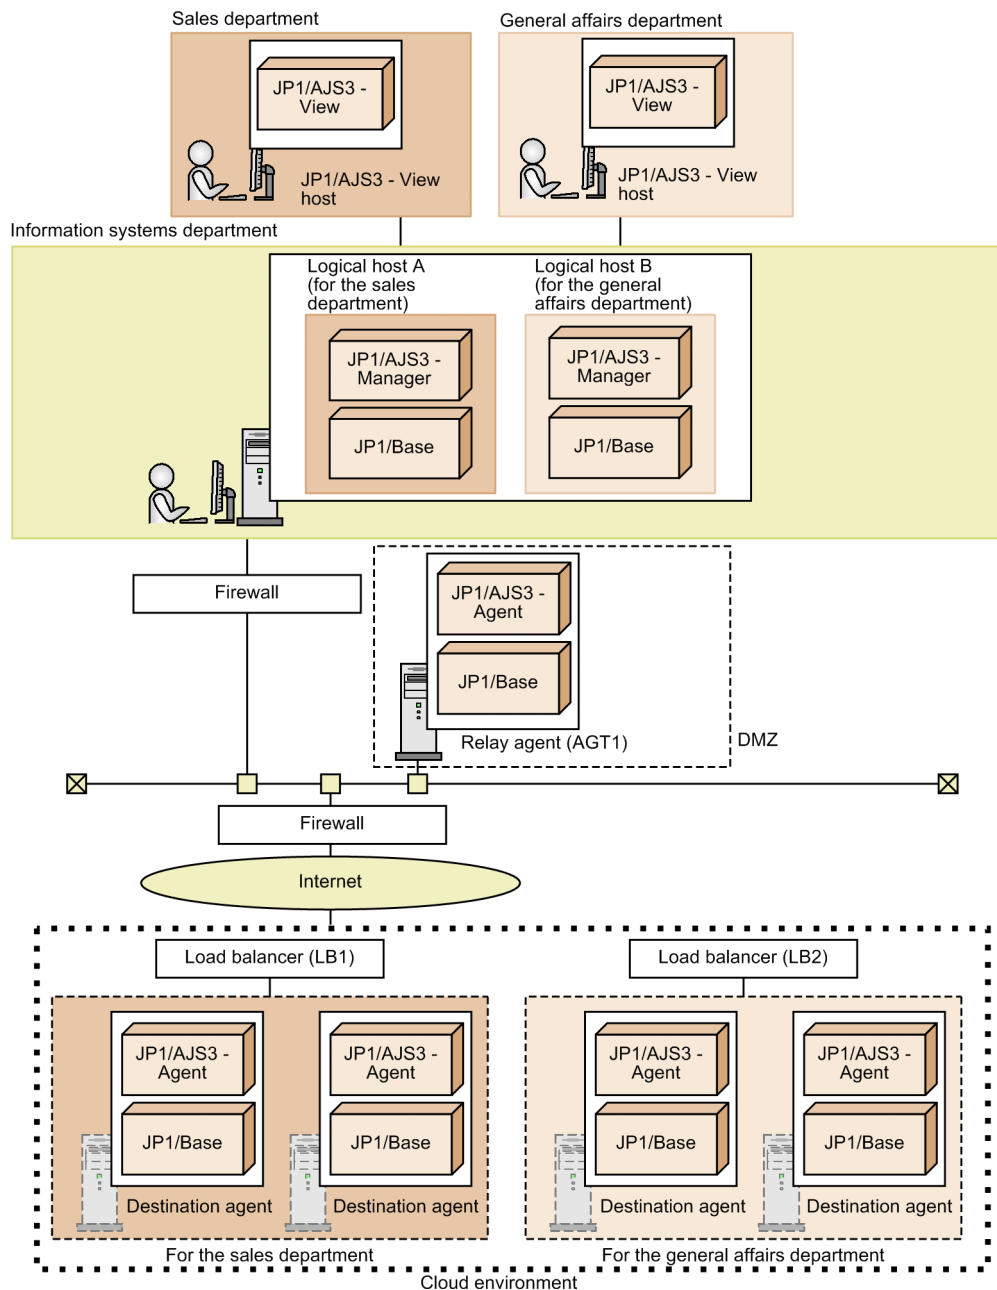 Sales department
General affairs department
JP1/AJS3 -
View
JP1/AJS3 -
View
JP1/AJS3 - View
host
JP1/AJS3 - View
host
Information systems department
Logical host A
(for the sales
department)
Logical host B
(for the general
affairs department)
JP1/AJS3 -
Manager
JP1/Base
JP1/AJS3 -
Manager
JP1/Base
Firewall
JP1/AJS3 -
Agent
JP1/Base
Relay agent (AGT1)
DMZ
Firewall
Internet
Load balancer (LB1)
Load balancer (LB2)
JP1/AJS3 -
Agent
JP1/Base
Destination agent
JP1/AJS3 -
Agent
JP1/Base
Destination agent
JP1/AJS3 -
Agent
JP1/Base
Destination agent
JP1/AJS3 -
Agent
JP1/Base
Destination agent
For the sales department
For the general affairs department
Cloud environment